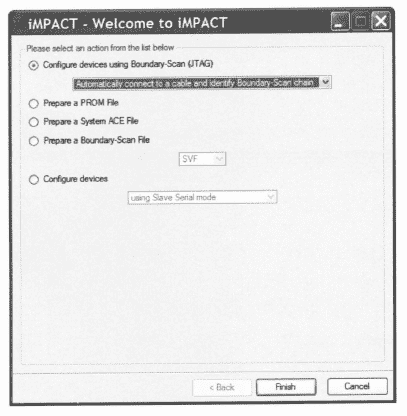 iMPACT - Welcome to iMPACT
Please select an action from the list below
Configure devices using Boundary-Scan (JTAG)
Automatically connect to a cable and identify Boundary-Scan chain
Prepare a PROM File
Prepare a System ACE File
Prepare a Boundary-Scan File
SVF
Configure devices
using Slave Serial mode
< Back Finish Cancel